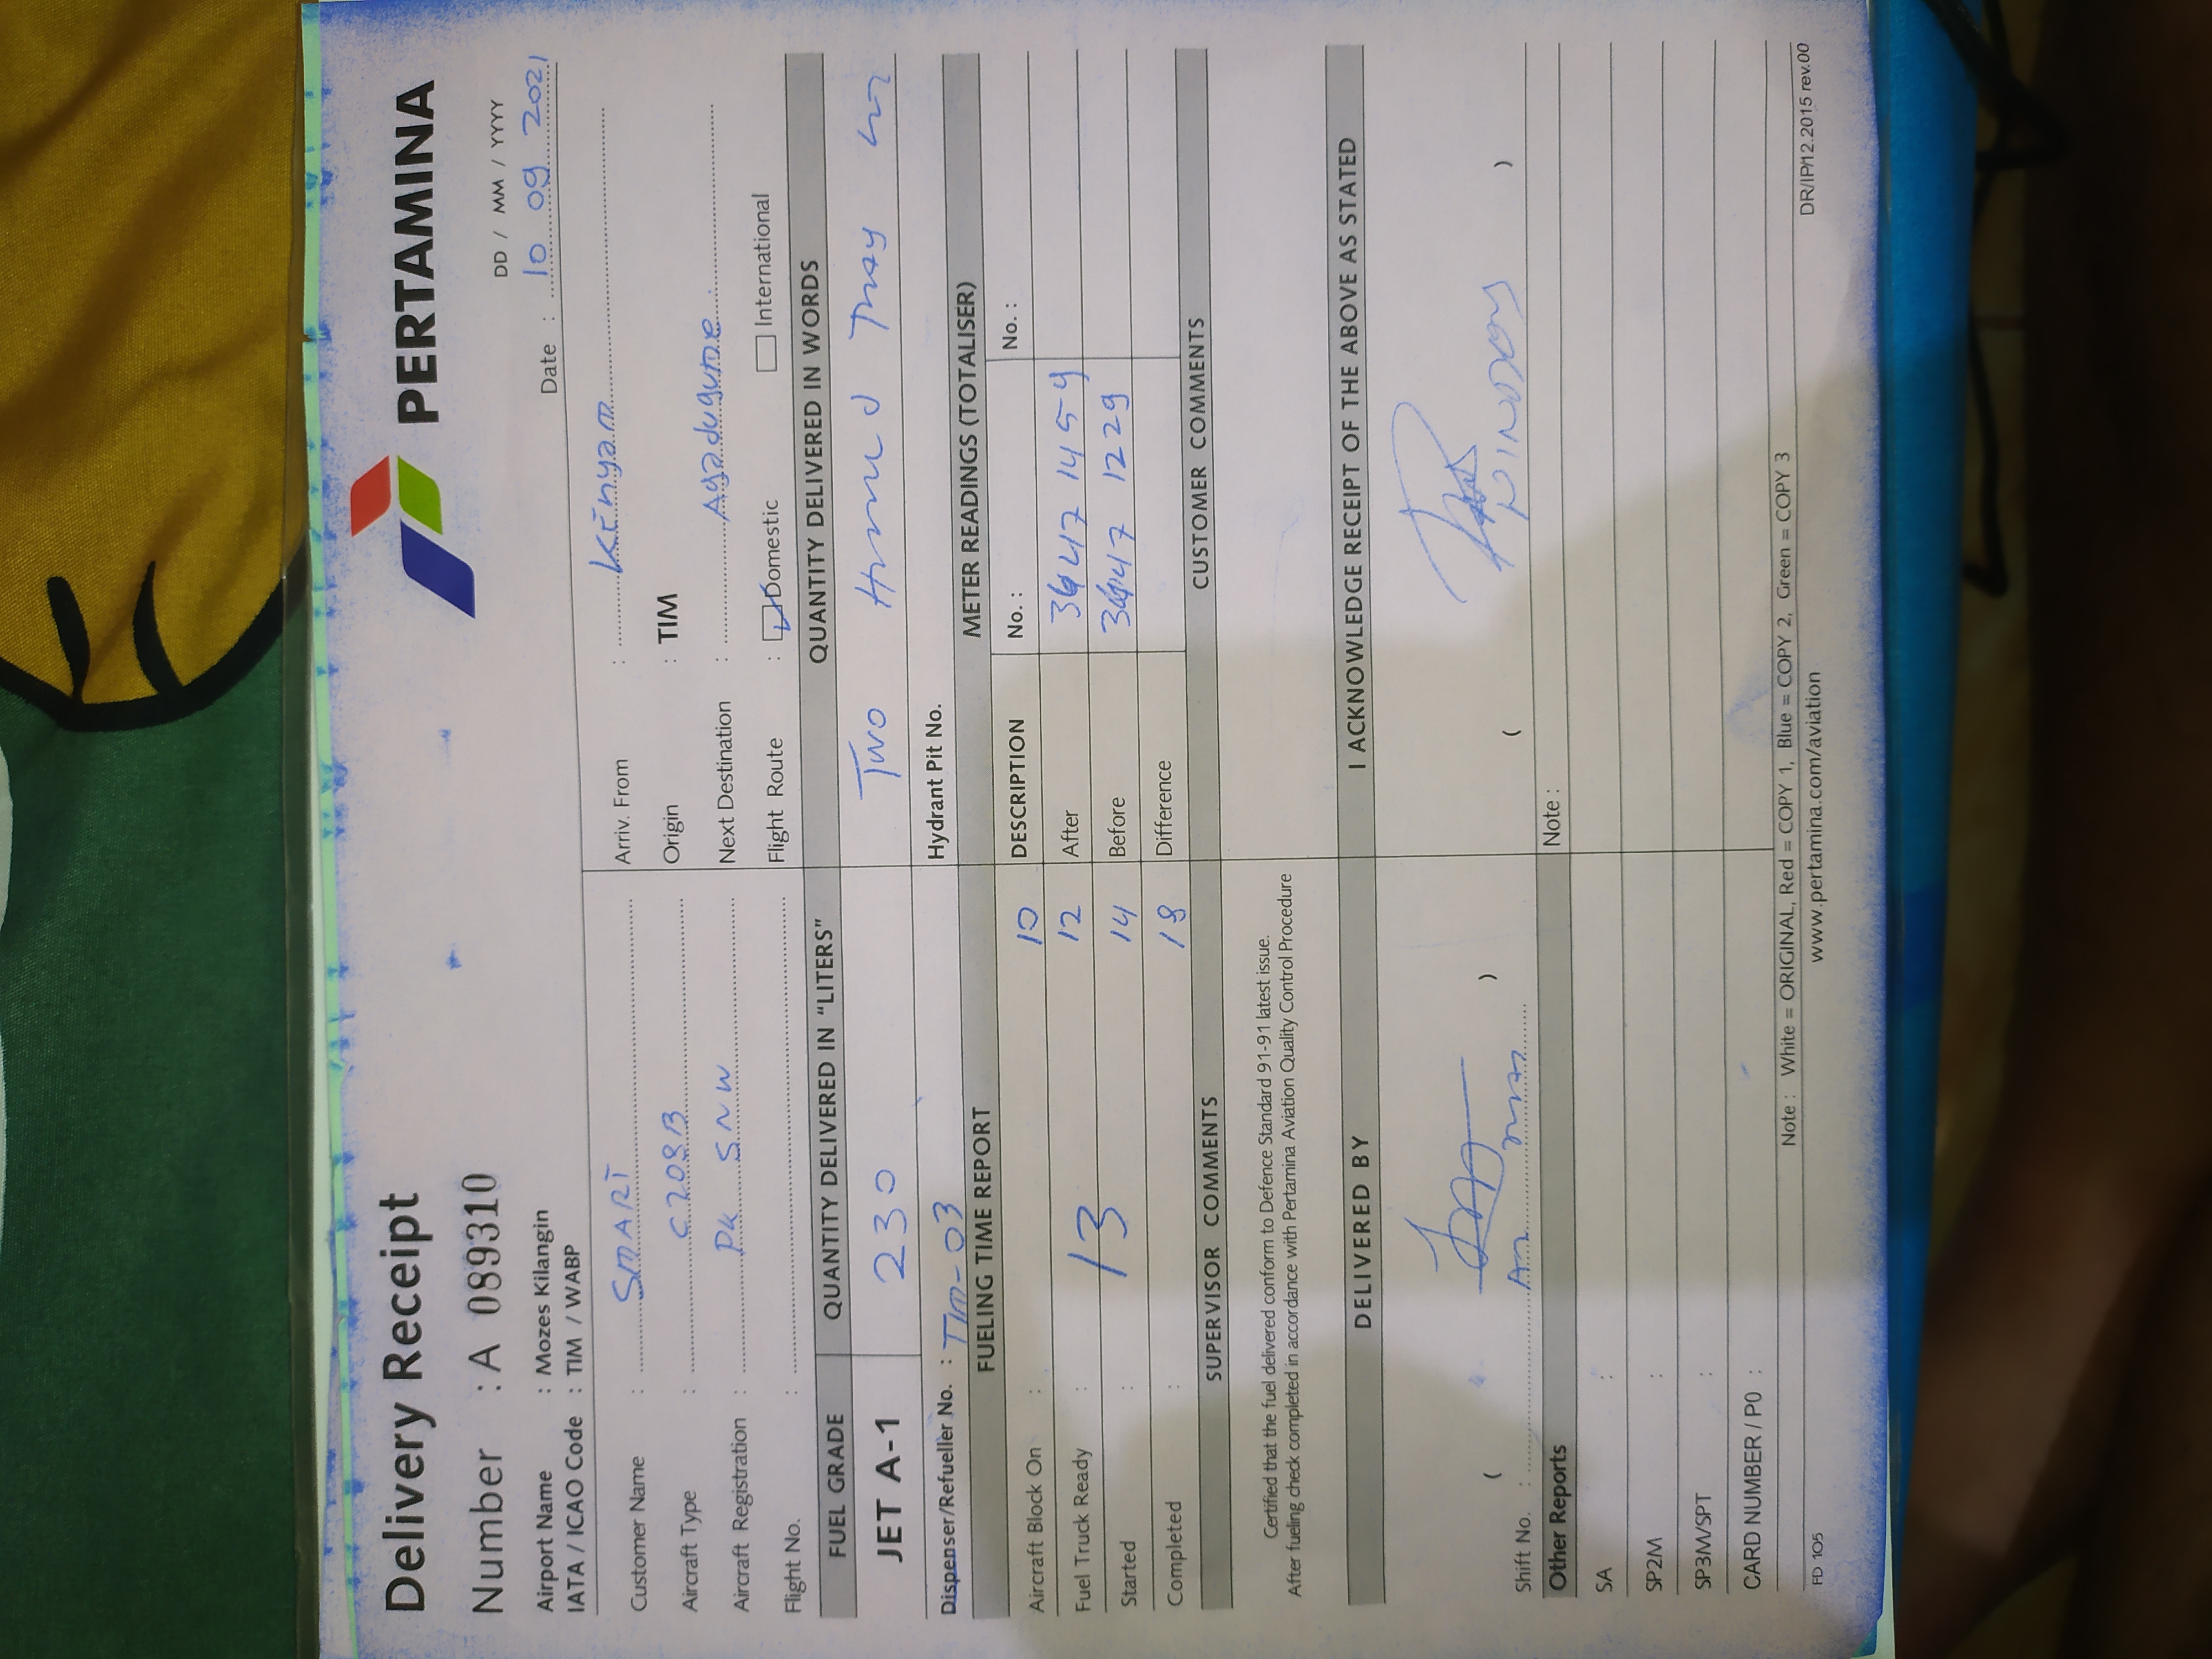 PERTAMINA
Delivery Receipt
Number : A 089310
DD / MM / YYYY
Date : 10 09 2021
Airport Name : Mozes Kilangin
IATA / ICAO Code : TIM / WABP
Customer Name : SMART
Arriv. From : Kenyam
Aircraft Type : C208B
Origin : TIM
Aircraft Registration : PK SNW
Next Destination : Agadugume
Flight No. :
Flight Route : Domestic International
FUEL GRADE QUANTITY DELIVERED IN "LITERS" QUANTITY DELIVERED IN WORDS
JET A-1 230 Two
Dispenser/Refueller No. : TIM-03 Hydrant Pit No.
FUELING TIME REPORT METER READINGS (TOTALISER)
Aircraft Block On : 10 DESCRIPTION No. : No. :
Fuel Truck Ready : 13 12 After 1459
Started : 14 Before 1229
Completed : 18 Difference
SUPERVISOR COMMENTS CUSTOMER COMMENTS
Certified that the fuel delivered conform to Defence Standard 91-91 latest issue.
After fueling check completed in accordance with Pertamina Aviation Quality Control Procedure
DELIVERED BY I ACKNOWLEDGE RECEIPT OF THE ABOVE AS STATED
( ) ( )
Shift No. :
Other Reports Note :
SA :
SP2M :
SP3M/SPT :
CARD NUMBER / PO :
Note : White = ORIGINAL, Red = COPY 1, Blue = COPY 2, Green = COPY 3
FD 105 www.pertamina.com/aviation DR/IP/12.2015 rev.00